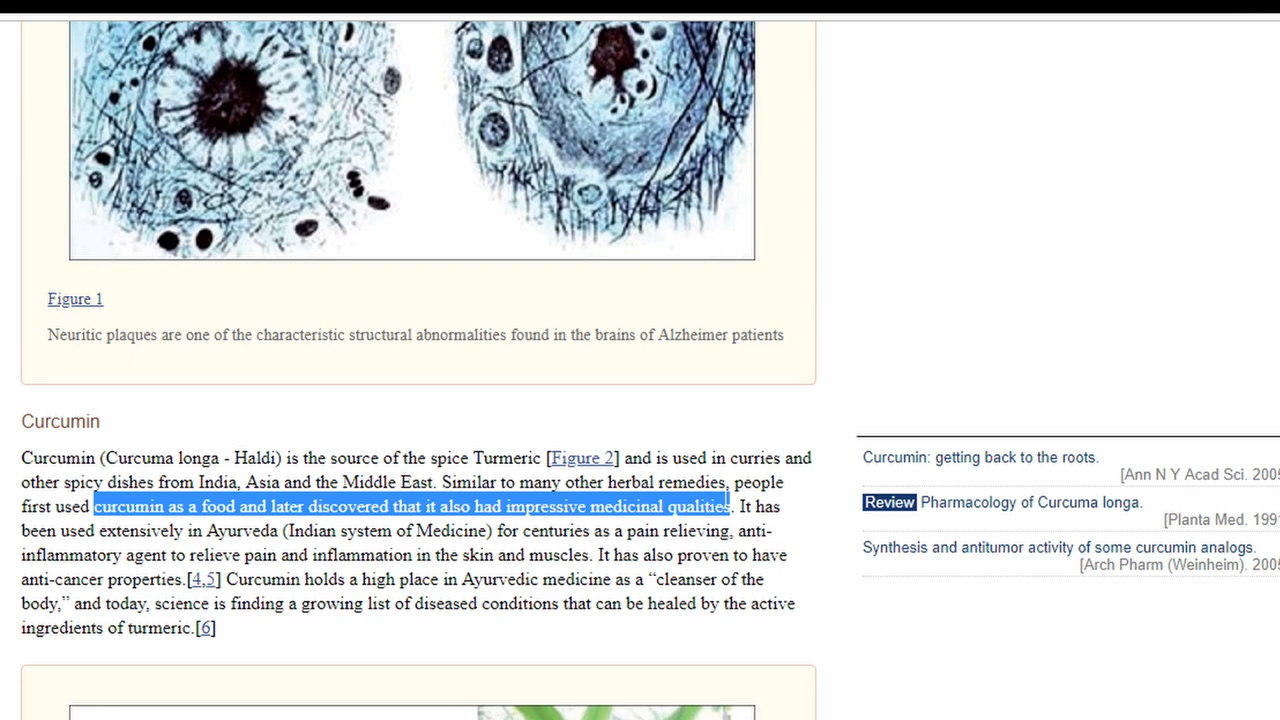 Figure 1
Neuritic plaques are one of the characteristic structural abnormalities found in the brains of Alzheimer patients
Curcumin
Curcumin (Curcuma longa - Haldi) is the source of the spice Turmeric [Figure 2] and is used in curries and
other spicy dishes from India, Asia and the Middle East. Similar to many other herbal remedies, people
first used curcumin as a food and later discovered that it also had impressive medicinal qualities. It has
been used extensively in Ayurveda (Indian system of Medicine) for centuries as a pain relieving, anti-
inflammatory agent to relieve pain and inflammation in the skin and muscles. It has also proven to have
anti-cancer properties.[4,5] Curcumin holds a high place in Ayurvedic medicine as a “cleanser of the
body,” and today, science is finding a growing list of diseased conditions that can be healed by the active
ingredients of turmeric.[6]
Curcumin: getting back to the roots.
[Ann N Y Acad Sci. 2005
Review Pharmacology of Curcuma longa.
[Planta Med. 1991
Synthesis and antitumor activity of some curcumin analogs.
[Arch Pharm (Weinheim). 2005